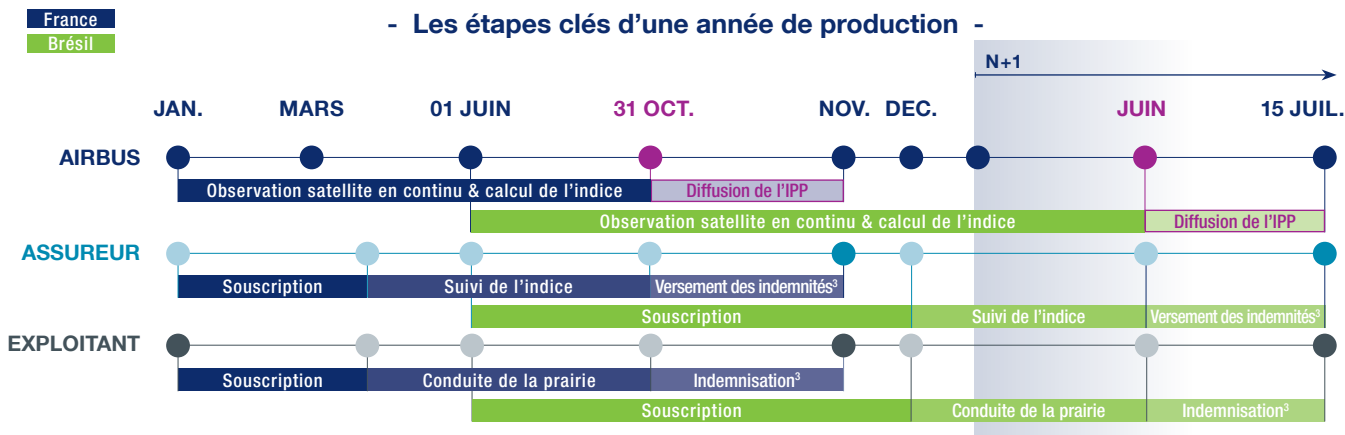 France
Brésil
- Les étapes clés d’une année de production -
N+1
JAN. MARS 01 JUIN 31 OCT. NOV. DEC. JUIN 15 JUIL.
AIRBUS
Observation satellite en continu & calcul de l’indice Diffusion de l’IPP
Observation satellite en continu & calcul de l’indice Diffusion de l’IPP
ASSUREUR
Souscription Suivi de l’indice Versement des indemnités³
Souscription Suivi de l’indice Versement des indemnités³
EXPLOITANT
Souscription Conduite de la prairie Indemnisation³
Souscription Conduite de la prairie Indemnisation³